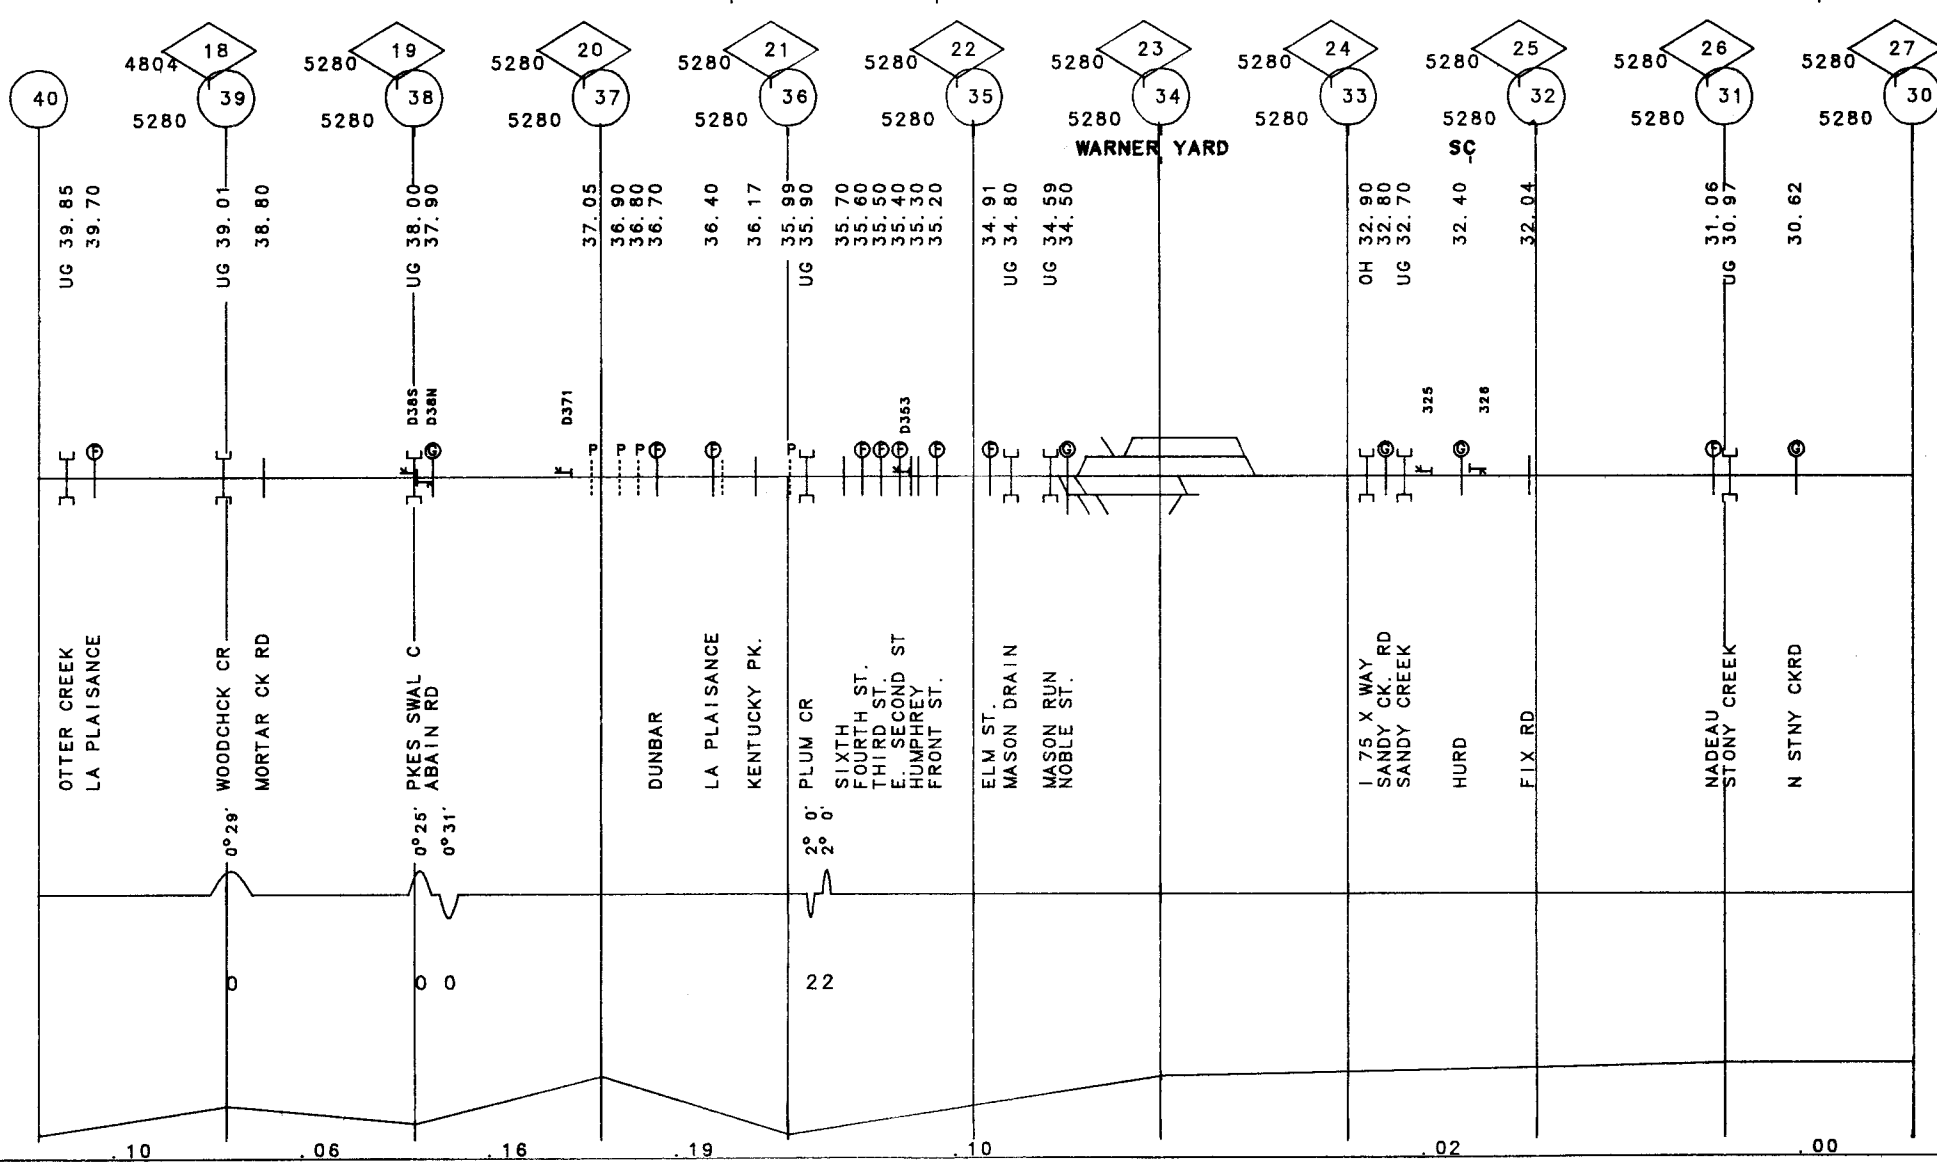 18 19 20 21 22 23 24 25 26 27
4804 5280 5280 5280 5280 5280 5280 5280 5280 5280
40 39 38 37 36 35 34 33 32 31 30
5280 5280 5280 5280 5280 5280 5280 5280 5280 5280
WARNER YARD SC
UG 39.85
39.70
UG 39.01
38.80
UG 38.00
37.90
37.05
36.90
36.80
36.70
36.40
36.17
35.99
UG 35.90
35.70
35.60
35.50
35.40
35.30
35.20
34.91
UG 34.80
UG 34.59
34.50
OH 32.90
32.80
UG 32.70
32.40
32.04
31.06
UG 30.97
30.62
D38S
D38N
D371
D353
325
326
F G P P P F F P F F F F F G G G F G
OTTER CREEK
LA PLAISANCE
WOODCHCK CR
MORTAR CK RD
PKES SWAL C
ABAIN RD
DUNBAR
LA PLAISANCE
KENTUCKY PK.
PLUM CR
SIXTH
FOURTH ST.
THIRD ST.
E. SECOND ST
HUMPHREY
FRONT ST.
ELM ST.
MASON DRAIN
MASON RUN
NOBLE ST.
I 75 X WAY
SANDY CK. RD
SANDY CREEK
HURD
FIX RD
NADEAU
STONY CREEK
N STNY CKRD
0°29'
0°25'
0°31'
2° 0'
2° 0'
0 0 0 22
.10 .06 .16 .19 .10 .02 .00